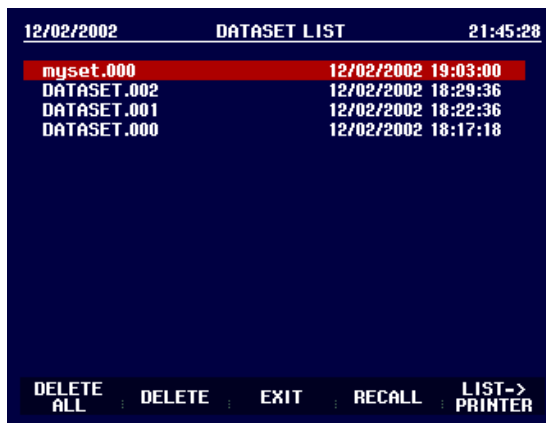 12/02/2002 DATASET LIST 21:45:28
myset.000 12/02/2002 19:03:00
DATASET.002 12/02/2002 18:29:36
DATASET.001 12/02/2002 18:22:36
DATASET.000 12/02/2002 18:17:18
DELETE ALL DELETE EXIT RECALL LIST-> PRINTER